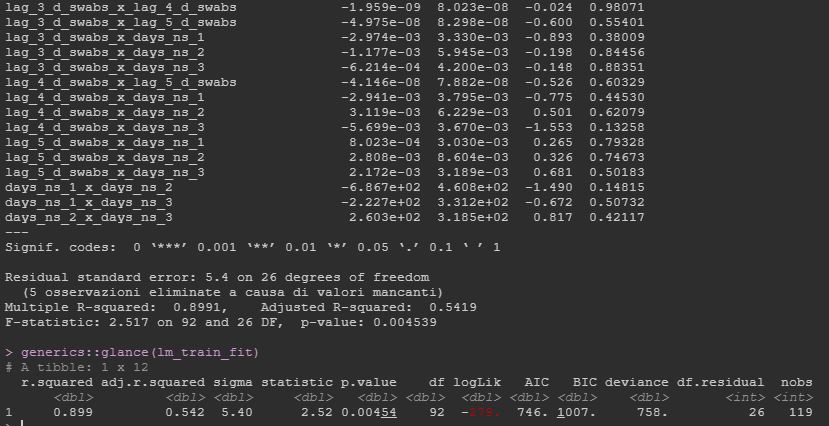 lag_3_d_swabs_x_lag_4_d_swabs -1.959e-09 8.023e-08 -0.024 0.98071
lag_3_d_swabs_x_lag_5_d_swabs -4.975e-08 8.298e-08 -0.600 0.55401
lag_3_d_swabs_x_days_ns_1 -2.974e-03 3.330e-03 -0.893 0.38009
lag_3_d_swabs_x_days_ns_2 -1.177e-03 5.945e-03 -0.198 0.84456
lag_3_d_swabs_x_days_ns_3 -6.214e-04 4.200e-03 -0.148 0.88351
lag_4_d_swabs_x_lag_5_d_swabs -4.146e-08 7.882e-08 -0.526 0.60329
lag_4_d_swabs_x_days_ns_1 -2.941e-03 3.795e-03 -0.775 0.44530
lag_4_d_swabs_x_days_ns_2 3.119e-03 6.229e-03 0.501 0.62079
lag_4_d_swabs_x_days_ns_3 -5.699e-03 3.670e-03 -1.553 0.13258
lag_5_d_swabs_x_days_ns_1 8.023e-04 3.030e-03 0.265 0.79328
lag_5_d_swabs_x_days_ns_2 2.808e-03 8.604e-03 0.326 0.74673
lag_5_d_swabs_x_days_ns_3 2.172e-03 3.189e-03 0.681 0.50183
days_ns_1_x_days_ns_2 -6.867e+02 4.608e+02 -1.490 0.14815
days_ns_1_x_days_ns_3 -2.227e+02 3.312e+02 -0.672 0.50732
days_ns_2_x_days_ns_3 2.603e+02 3.185e+02 0.817 0.42117
---
Signif. codes: 0 ‘***’ 0.001 ‘**’ 0.01 ‘*’ 0.05 ‘.’ 0.1 ‘ ’ 1
Residual standard error: 5.4 on 26 degrees of freedom
(5 osservazioni eliminate a causa di valori mancanti)
Multiple R-squared: 0.8991, Adjusted R-squared: 0.5419
F-statistic: 2.517 on 92 and 26 DF, p-value: 0.004539
> generics::glance(lm_train_fit)
# A tibble: 1 x 12
r.squared adj.r.squared sigma statistic p.value df logLik AIC BIC deviance df.residual nobs
<dbl> <dbl> <dbl> <dbl> <dbl> <dbl> <dbl> <dbl> <dbl> <dbl> <int> <int>
1 0.899 0.542 5.40 2.52 0.00454 92 -279. 746. 1007. 758. 26 119
>